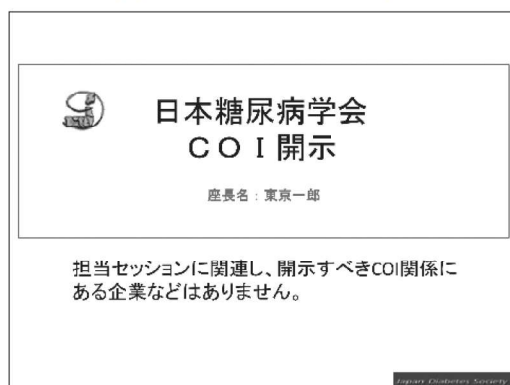 日本糖尿病学会
ＣＯＩ開示
座長名：東京一郎
担当セッションに関連し、開示すべきCOI関係に
ある企業などはありません。
Japan Diabetes Society